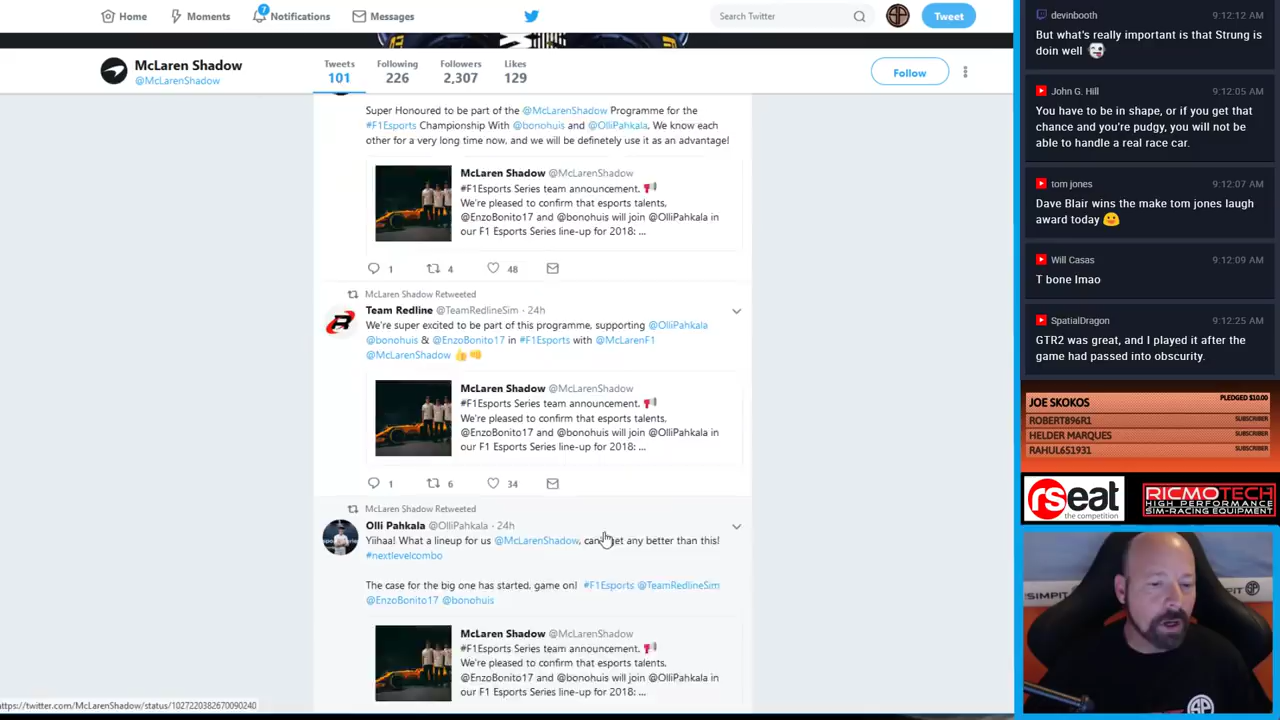 Home
Moments
7
Notifications
Messages
Search Twitter
Tweet
McLaren Shadow
@McLarenShadow
Tweets
101
Following
226
Followers
2,307
Likes
129
Follow
Super Honoured to be part of the @McLarenShadow Programme for the
#F1Esports Championship With @bonohuis and @OlliPahkala. We know each
other for a very long time now, and we will be definetely use it as an advantage!
McLaren Shadow @McLarenShadow
#F1Esports Series team announcement.
We're pleased to confirm that esports talents,
@EnzoBonito17 and @bonohuis will join @OlliPahkala in
our F1 Esports Series line-up for 2018: ...
1 4 48
McLaren Shadow Retweeted
Team Redline @TeamRedlineSim · 24h
We're super excited to be part of this programme, supporting @OlliPahkala
@bonohuis & @EnzoBonito17 in #F1Esports with @McLarenF1
@McLarenShadow 👍👊
McLaren Shadow @McLarenShadow
#F1Esports Series team announcement.
We're pleased to confirm that esports talents,
@EnzoBonito17 and @bonohuis will join @OlliPahkala in
our F1 Esports Series line-up for 2018: ...
1 6 34
McLaren Shadow Retweeted
Olli Pahkala @OlliPahkala · 24h
Yiihaa! What a lineup for us @McLarenShadow, can get any better than this!
#nextlevelcombo
The case for the big one has started, game on! #F1Esports @TeamRedlineSim
@EnzoBonito17 @bonohuis
McLaren Shadow @McLarenShadow
#F1Esports Series team announcement.
We're pleased to confirm that esports talents,
@EnzoBonito17 and @bonohuis will join @OlliPahkala in
our F1 Esports Series line-up for 2018: ...
https://twitter.com/McLarenShadow/status/1027220382670090240
devinbooth 9:12:12 AM
But what's really important is that Strung is
doin well
John G. Hill 9:12:05 AM
You have to be in shape, or if you get that
chance and you're pudgy, you will not be
able to handle a real race car.
tom jones 9:12:07 AM
Dave Blair wins the make tom jones laugh
award today
Will Casas 9:12:09 AM
T bone lmao
SpatialDragon 9:12:25 AM
GTR2 was great, and I played it after the
game had passed into obscurity.
JOE SKOKOS PLEDGED $10.00
ROBERT896R1 SUBSCRIBER
HELDER MARQUES SUBSCRIBER
RAHUL651931 SUBSCRIBER
rseat
the competition
RICMOTECH
HIGH PERFORMANCE
SIM-RACING EQUIPMENT
SIMPIT